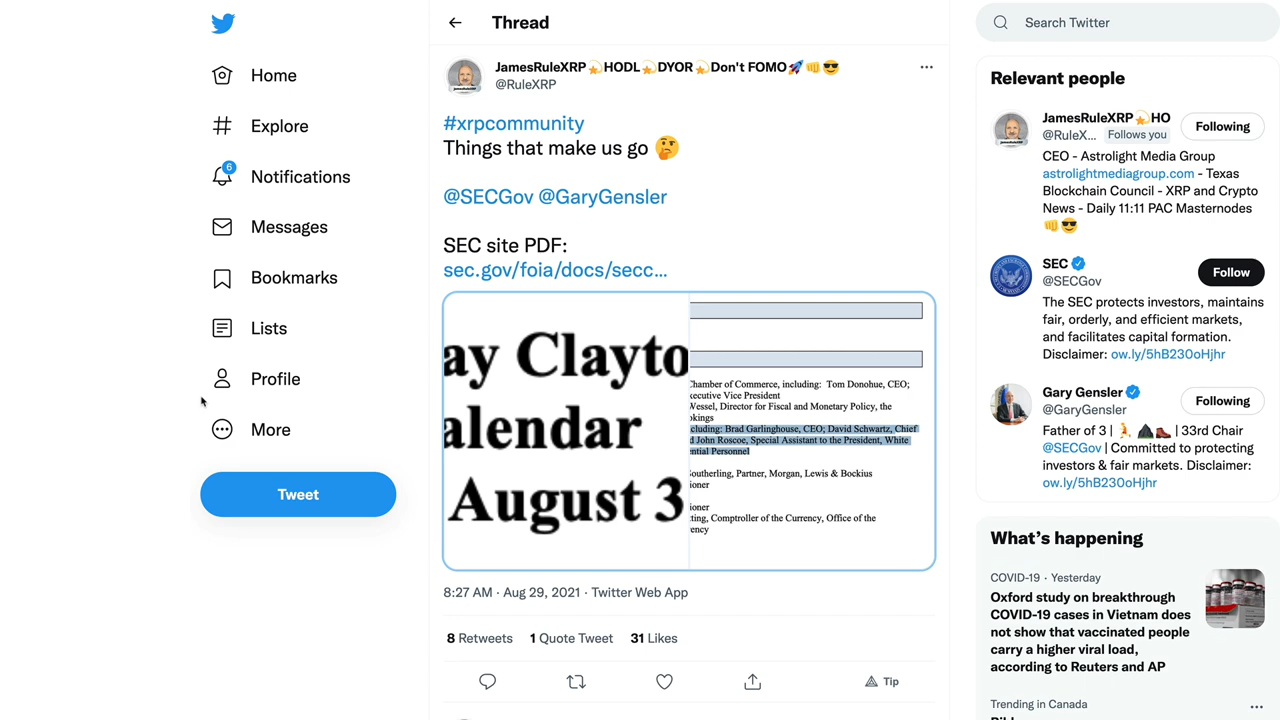 Home
Explore
6
Notifications
Messages
Bookmarks
Lists
Profile
More
Tweet
Thread
JamesRuleXRP💫HODL💫DYOR💫Don't FOMO🚀👊😎
@RuleXRP
#xrpcommunity
Things that make us go 🤔
@SECGov @GaryGensler
SEC site PDF:
sec.gov/foia/docs/secc...
ay Clayto
alendar
August 3
Chamber of Commerce, including: Tom Donohue, CEO;
xecutive Vice President
Wessel, Director for Fiscal and Monetary Policy, the
okings
cluding: Brad Garlinghouse, CEO; David Schwartz, Chief
d John Roscoe, Special Assistant to the President, White
ential Personnel
Southerling, Partner, Morgan, Lewis & Bockius
ioner
ioner
ting, Comptroller of the Currency, Office of the
rency
8:27 AM · Aug 29, 2021 · Twitter Web App
8 Retweets 1 Quote Tweet 31 Likes
Tip
Search Twitter
Relevant people
JamesRuleXRP💫HO
@RuleX... Follows you
Following
CEO - Astrolight Media Group
astrolightmediagroup.com - Texas
Blockchain Council - XRP and Crypto
News - Daily 11:11 PAC Masternodes
👊😎
SEC
@SECGov
Follow
The SEC protects investors, maintains
fair, orderly, and efficient markets,
and facilitates capital formation.
Disclaimer: ow.ly/5hB230oHjhr
Gary Gensler
@GaryGensler
Following
Father of 3 | 🏃 ⛰️👟 | 33rd Chair
@SECGov | Committed to protecting
investors & fair markets. Disclaimer:
ow.ly/5hB230oHjhr
What's happening
COVID-19 · Yesterday
Oxford study on breakthrough
COVID-19 cases in Vietnam does
not show that vaccinated people
carry a higher viral load,
according to Reuters and AP
Trending in Canada